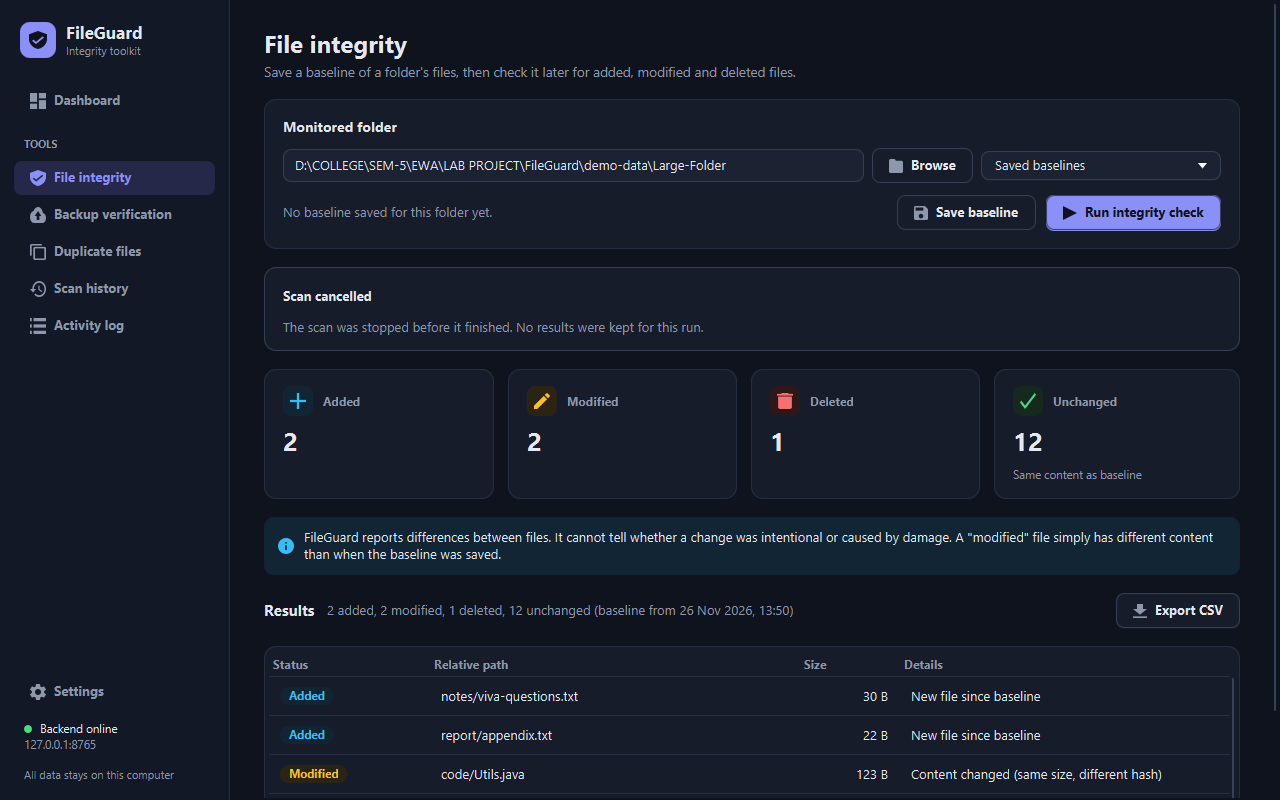 FileGuard
Integrity toolkit
Dashboard
TOOLS
File integrity
Backup verification
Duplicate files
Scan history
Activity log
Settings
Backend online
127.0.0.1:8765
All data stays on this computer
File integrity
Save a baseline of a folder's files, then check it later for added, modified and deleted files.
Monitored folder
D:\COLLEGE\SEM-5\EWA\LAB PROJECT\FileGuard\demo-data\Large-Folder
Browse
Saved baselines
No baseline saved for this folder yet.
Save baseline
Run integrity check
Scan cancelled
The scan was stopped before it finished. No results were kept for this run.
Added
2
Modified
2
Deleted
1
Unchanged
12
Same content as baseline
FileGuard reports differences between files. It cannot tell whether a change was intentional or caused by damage. A "modified" file simply has different content
than when the baseline was saved.
Results 2 added, 2 modified, 1 deleted, 12 unchanged (baseline from 26 Nov 2026, 13:50)
Export CSV
Status Relative path Size Details
Added notes/viva-questions.txt 30 B New file since baseline
Added report/appendix.txt 22 B New file since baseline
Modified code/Utils.java 123 B Content changed (same size, different hash)